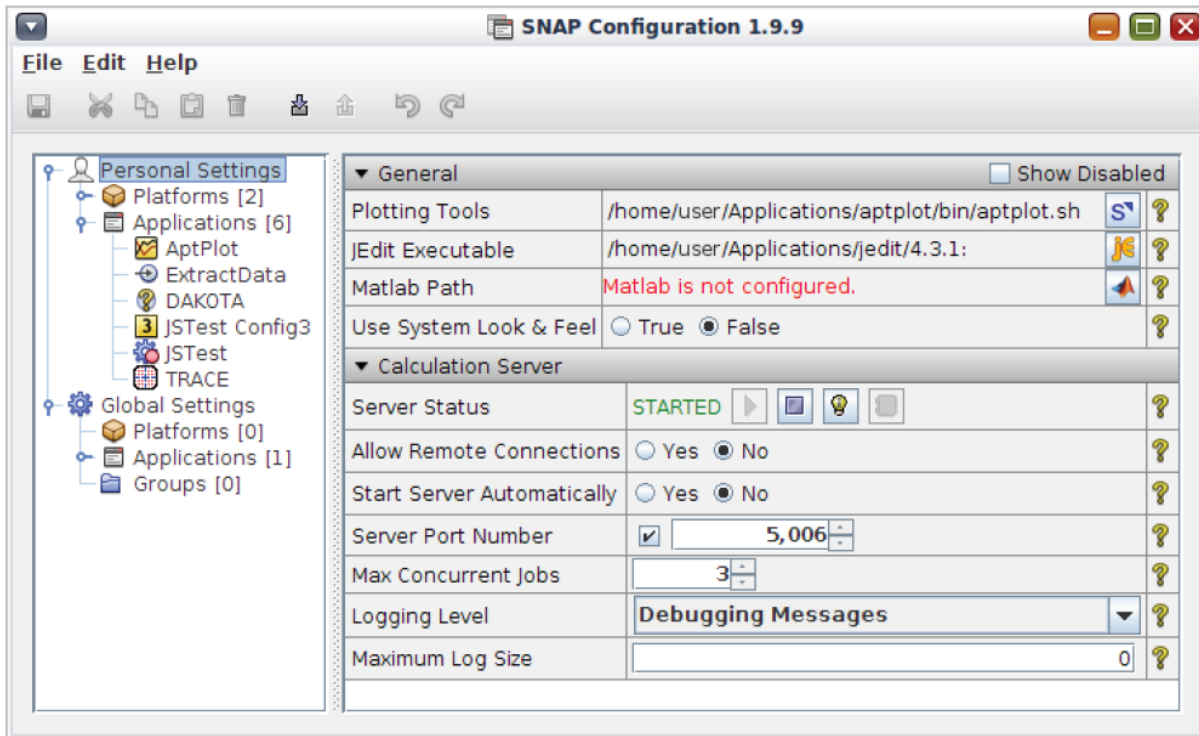 SNAP Configuration 1.9.9
File Edit Help
Personal Settings
Platforms [2]
Applications [6]
AptPlot
ExtractData
DAKOTA
3 JSTest Config3
JSTest
TRACE
Global Settings
Platforms [0]
Applications [1]
Groups [0]
General Show Disabled
Plotting Tools /home/user/Applications/aptplot/bin/aptplot.sh S ?
JEdit Executable /home/user/Applications/jedit/4.3.1: jE ?
Matlab Path Matlab is not configured. ?
Use System Look & Feel True False ?
Calculation Server
Server Status STARTED ?
Allow Remote Connections Yes No ?
Start Server Automatically Yes No ?
Server Port Number 5,006 ?
Max Concurrent Jobs 3 ?
Logging Level Debugging Messages ?
Maximum Log Size 0 ?